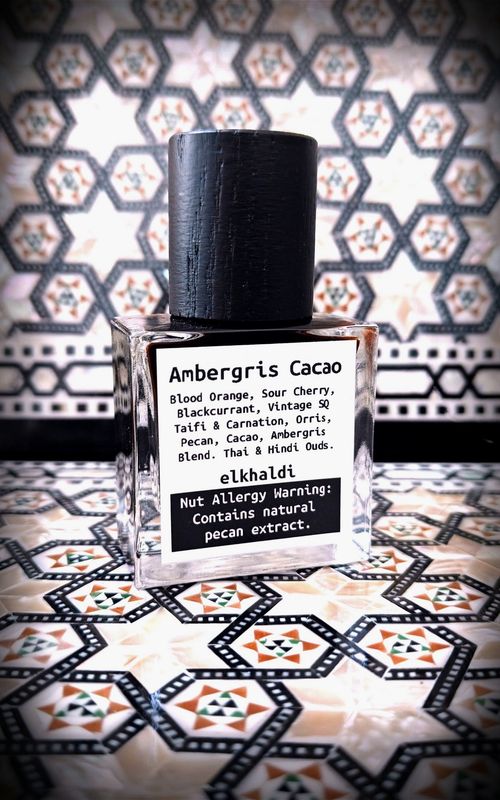 Ambergris Cacao
Blood Orange, Sour Cherry,
Blackcurrant, Vintage SQ
Taifi & Carnation, Orris,
Pecan, Cacao, Ambergris
Blend. Thai & Hindi Ouds.
elkhaldi
Nut Allergy Warning:
Contains natural
pecan extract.